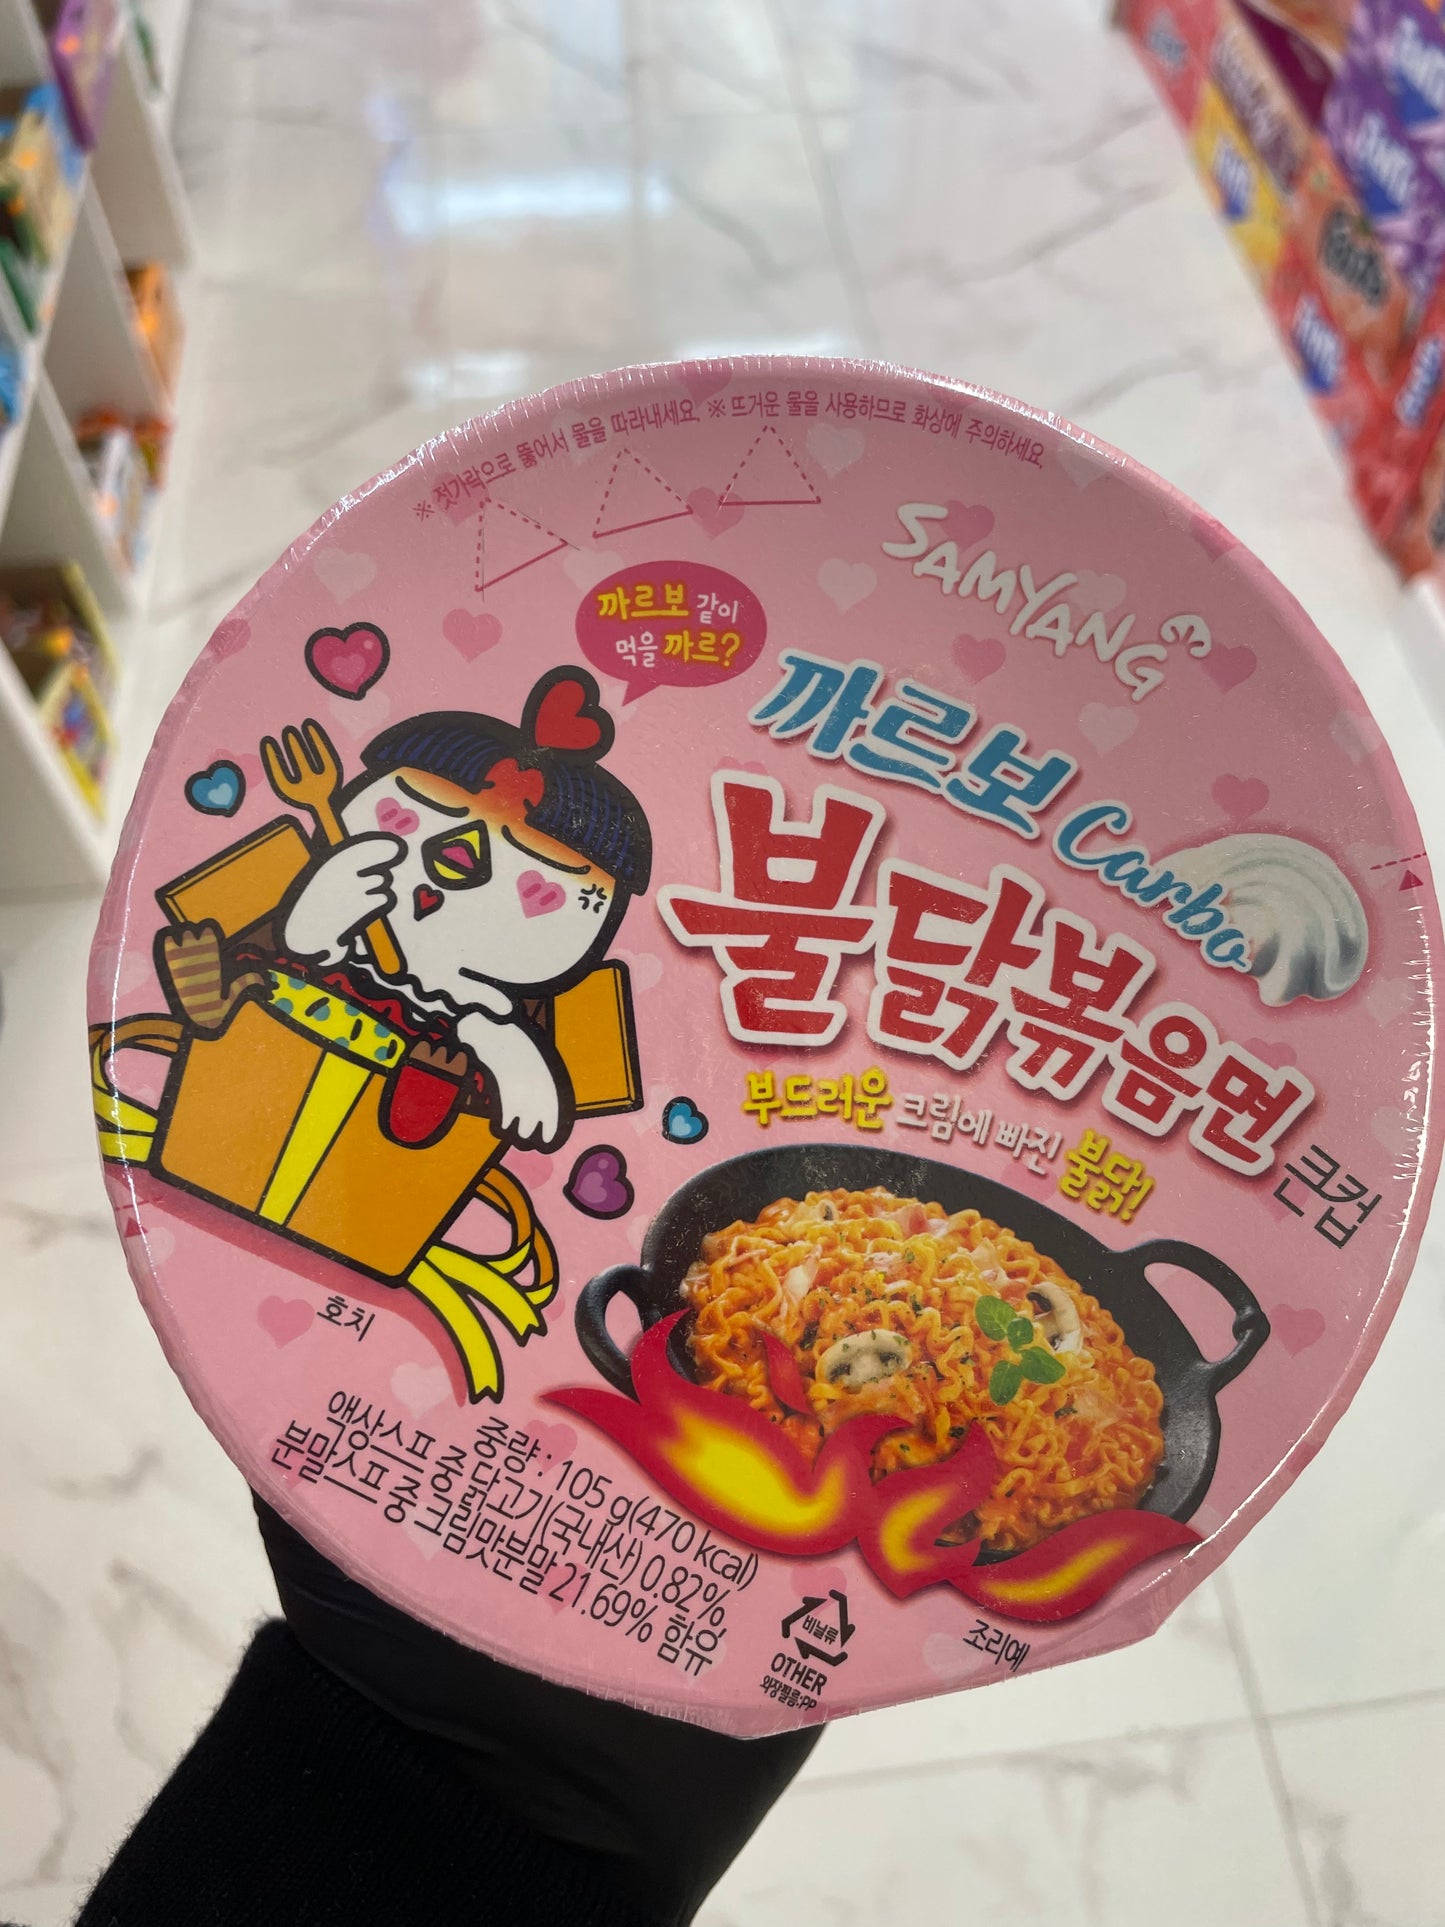 ※ 젓가락으로 뚫어서 물을 따라내세요. ※ 뜨거운 물을 사용하므로 화상에 주의하세요.
SAMYANG
까르보 같이
먹을 까르?
까르보 Carbo
불닭볶음면
큰컵
부드러운 크림에 빠진 불닭!
호치
중량 : 105 g(470 kcal)
액상스프 중 닭고기(국내산) 0.82%
분말스프 중 크림맛분말 21.69% 함유
비닐류
OTHER
외장필름:PP
조리예